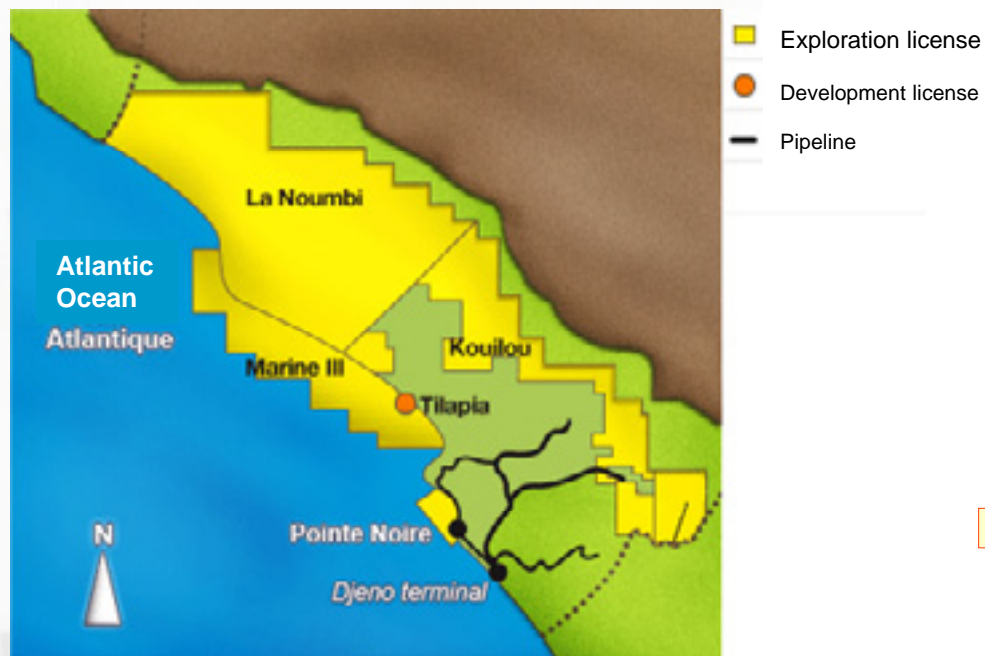 Exploration license
Development license
Pipeline
La Noumbi
Atlantic
Ocean
Atlantique
Kouilou
Marine III
Tilapia
Pointe Noire
N
Djeno terminal